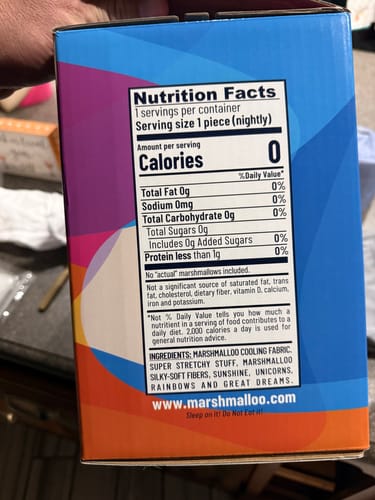 Nutrition Facts
1 servings per container
Serving size 1 piece (nightly)
Amount per serving
Calories 0
%Daily Value*
Total Fat 0g 0%
Sodium 0mg 0%
Total Carbohydrate 0g 0%
Total Sugars 0g
Includes 0g Added Sugars 0%
Protein less than 1g 0%
No "actual" marshmallows included.
Not a significant source of saturated fat, trans
fat, cholesterol, dietary fiber, vitamin D, calcium,
iron and potassium.
*Not % Daily Value tells you how much a
nutrient in a serving of food contributes to a
daily diet. 2,000 calories a day is used for
general nutrition advice.
INGREDIENTS: MARSHMALLOO COOLING FABRIC,
SUPER STRETCHY STUFF, MARSHMALLOO
SILKY-SOFT FIBERS, SUNSHINE, UNICORNS,
RAINBOWS AND GREAT DREAMS.
www.marshmalloo.com
Sleep on it! Do Not Eat it!